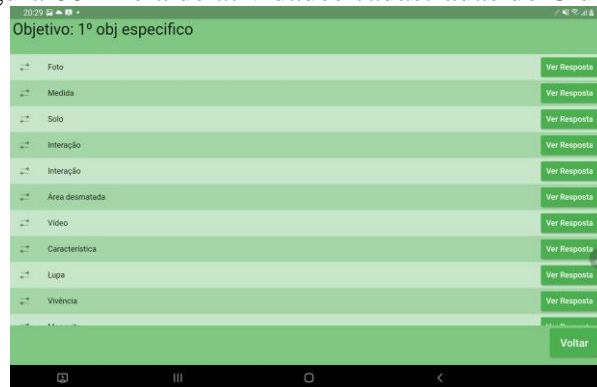 20:29
Objetivo: 1º obj especifico
Foto Ver Resposta
Medida Ver Resposta
Solo Ver Resposta
Interação Ver Resposta
Interação Ver Resposta
Área desmatada Ver Resposta
Vídeo Ver Resposta
Característica Ver Resposta
Lupa Ver Resposta
Vivência Ver Resposta
Voltar